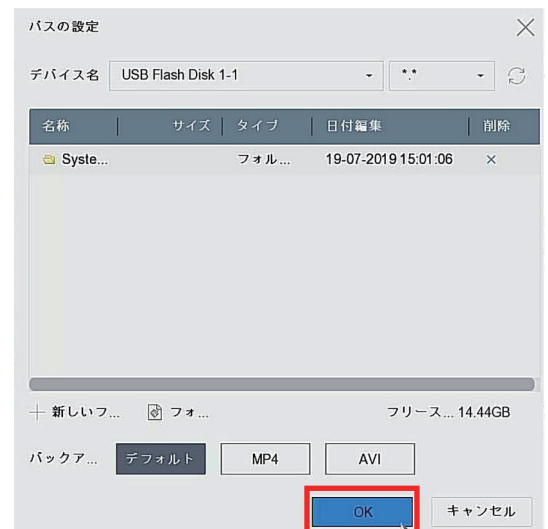 パスの設定
デバイス名 USB Flash Disk 1-1 *.*
名称 サイズ タイプ 日付編集 削除
Syste... フォル... 19-07-2019 15:01:06 ×
新しいフ... フォ... フリース... 14.44GB
バックア... デフォルト MP4 AVI
OK キャンセル